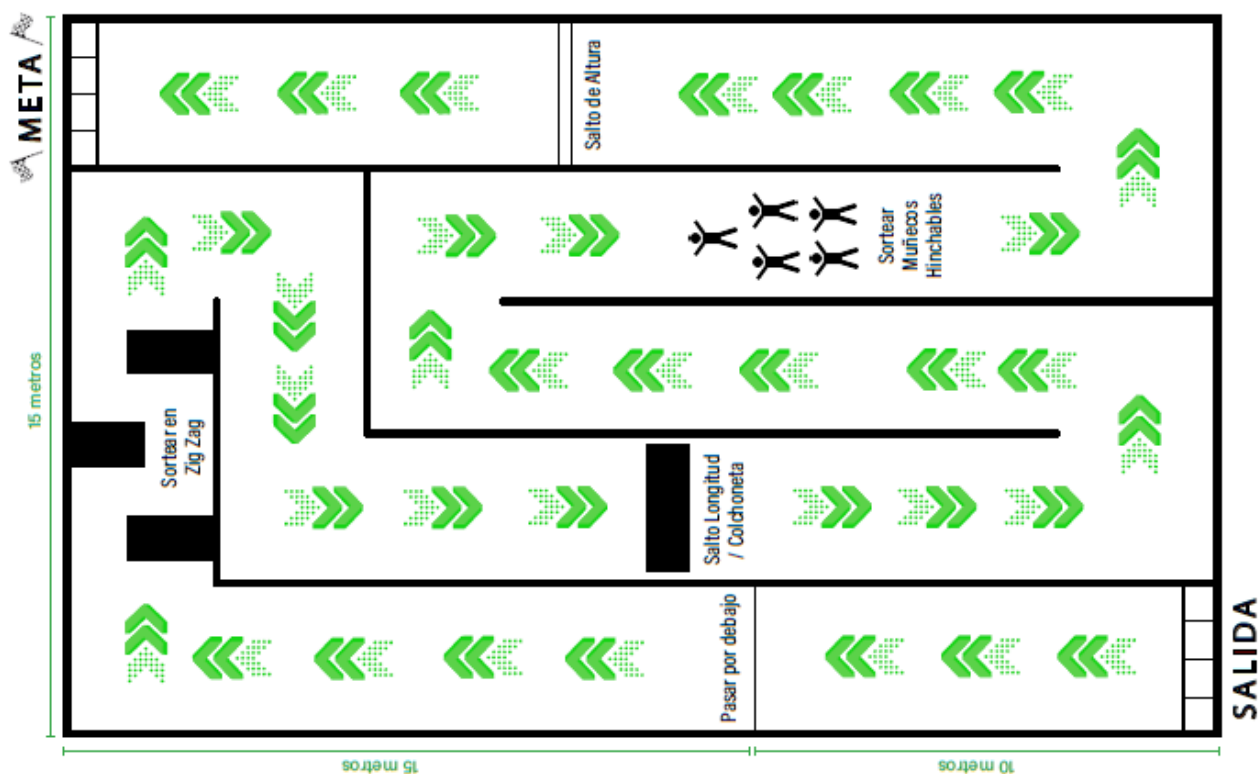 META
15 metros
Salto de Altura
Sortear
Muñecos
Hinchables
Sortear en
Zig Zag
Salto Longitud
/ Colchoneta
Pasar por debajo
SALIDA
15 metros
10 metros